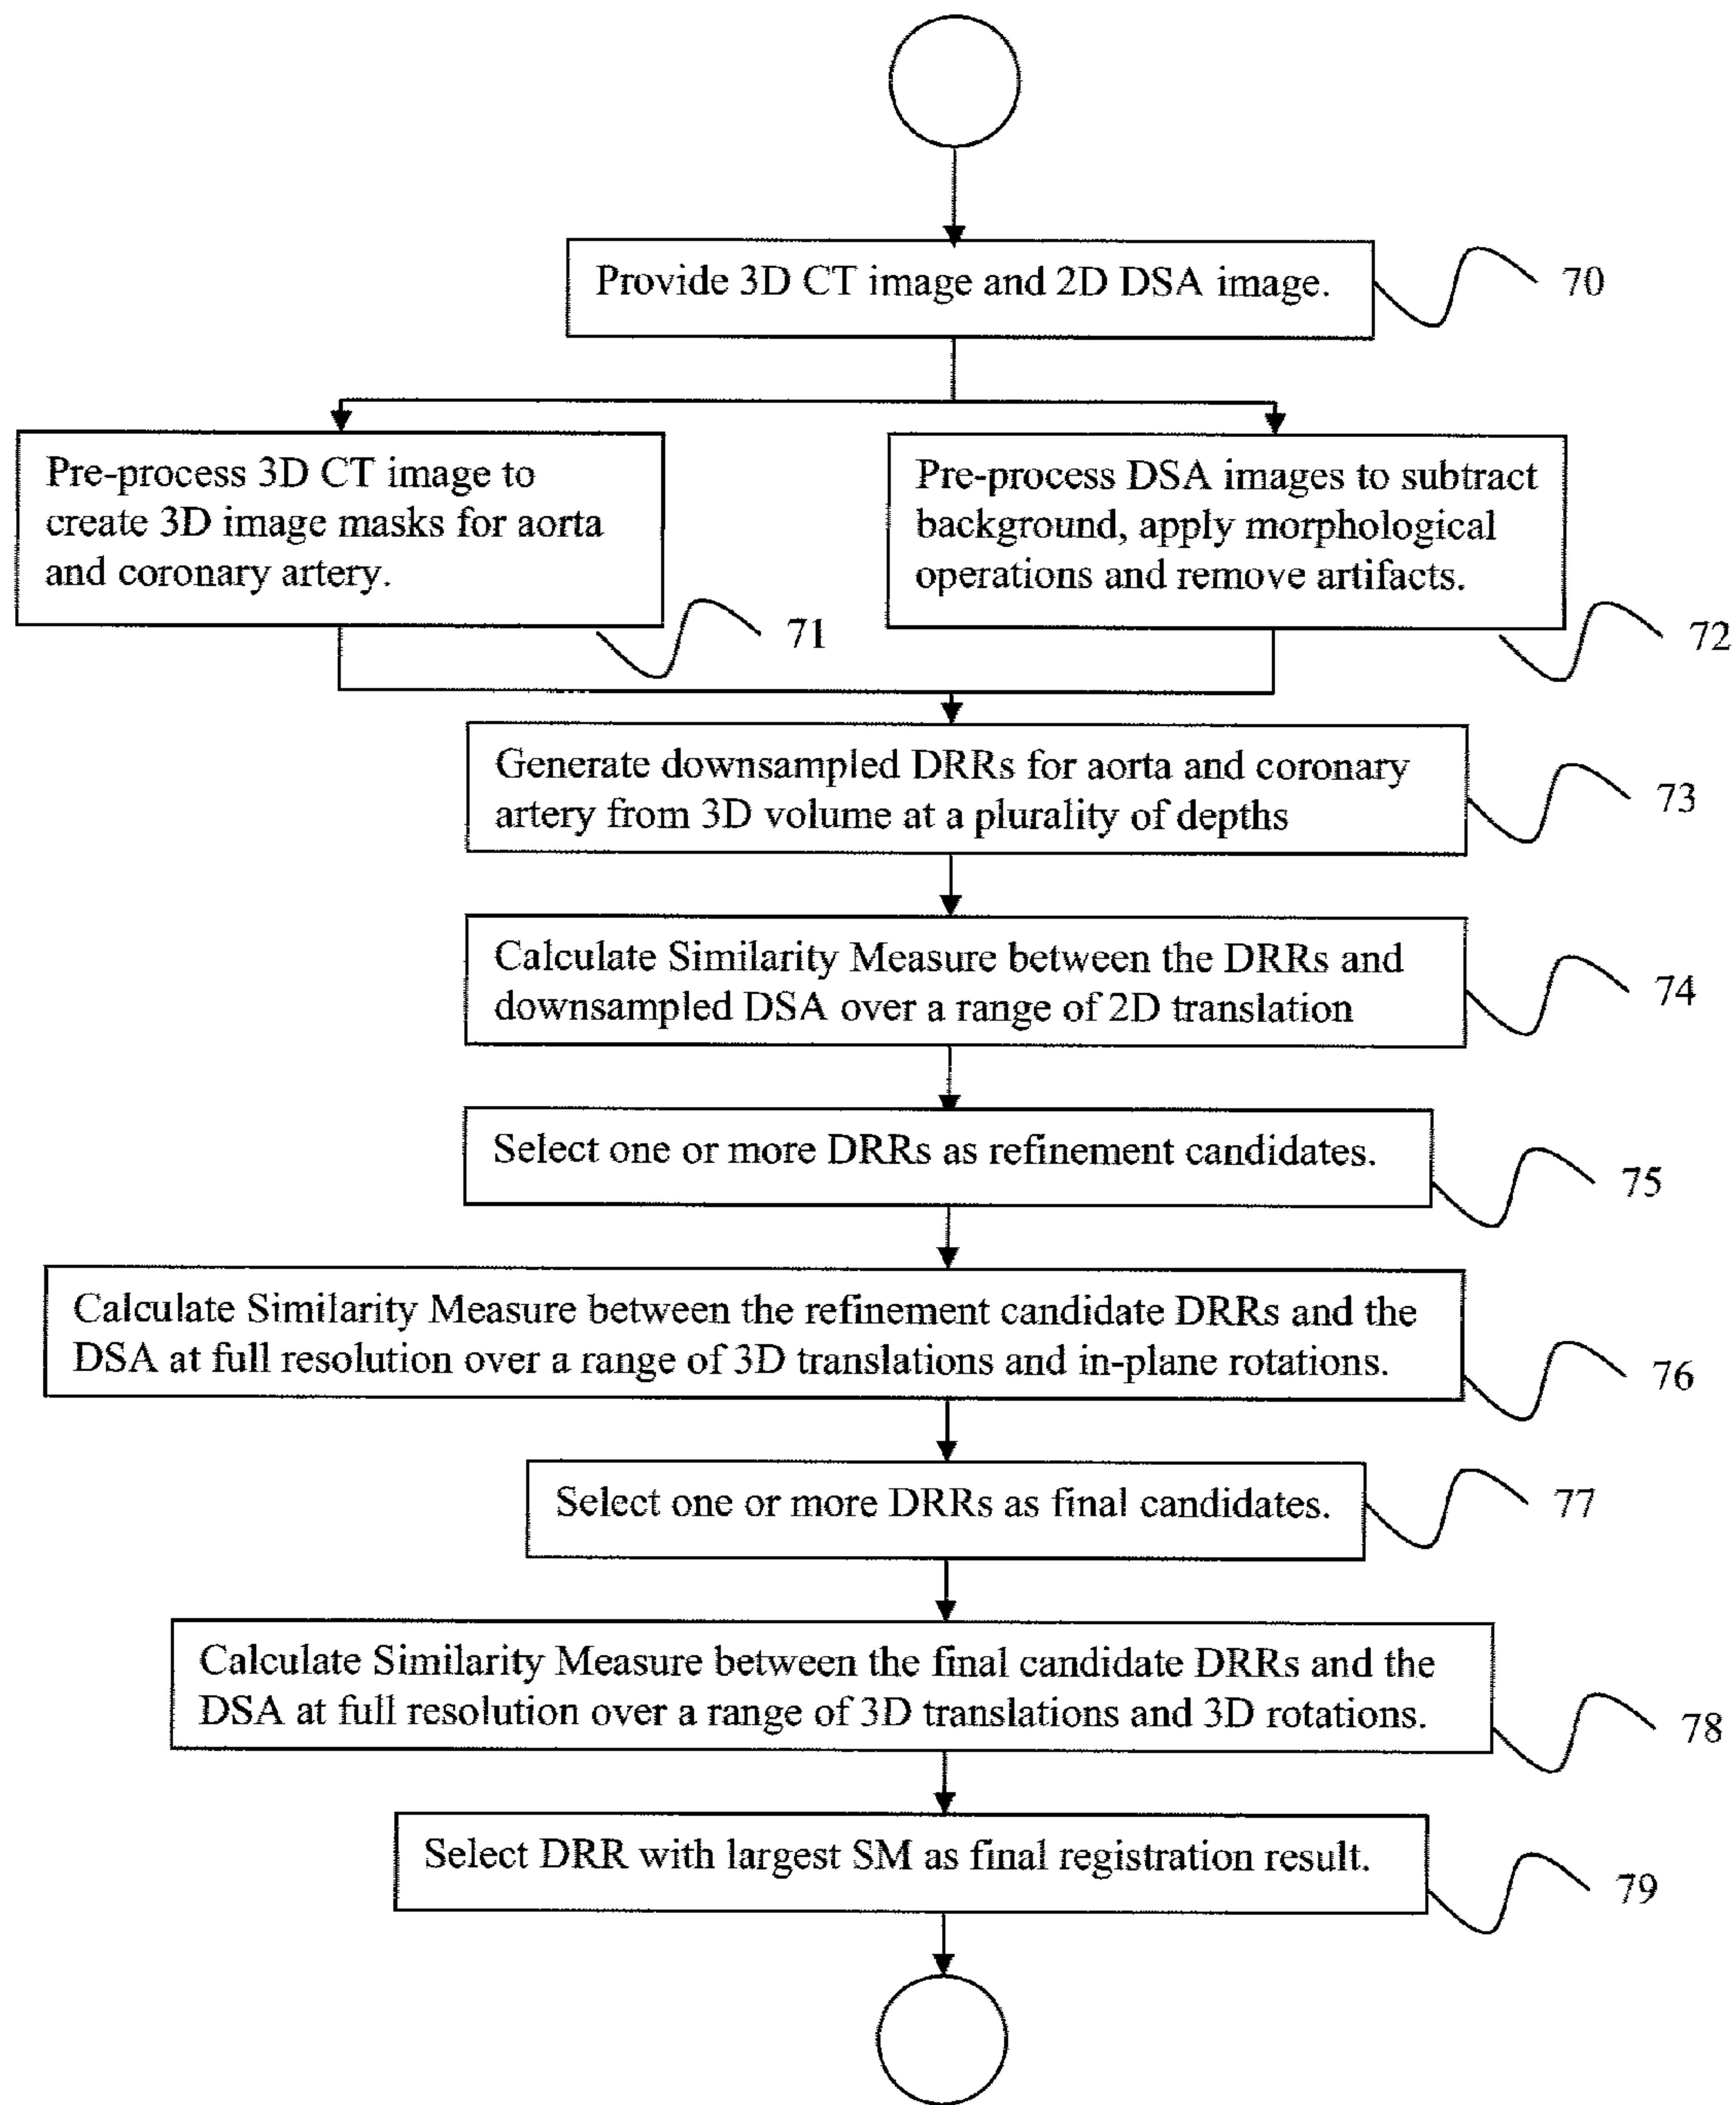 Provide 3D CT image and 2D DSA image.
70
Pre-process 3D CT image to
create 3D image masks for aorta
and coronary artery.
71
Pre-process DSA images to subtract
background, apply morphological
operations and remove artifacts.
72
Generate downsampled DRRs for aorta and coronary
artery from 3D volume at a plurality of depths
73
Calculate Similarity Measure between the DRRs and
downsampled DSA over a range of 2D translation
74
Select one or more DRRs as refinement candidates.
75
Calculate Similarity Measure between the refinement candidate DRRs and the
DSA at full resolution over a range of 3D translations and in-plane rotations.
76
Select one or more DRRs as final candidates.
77
Calculate Similarity Measure between the final candidate DRRs and the
DSA at full resolution over a range of 3D translations and 3D rotations.
78
Select DRR with largest SM as final registration result.
79